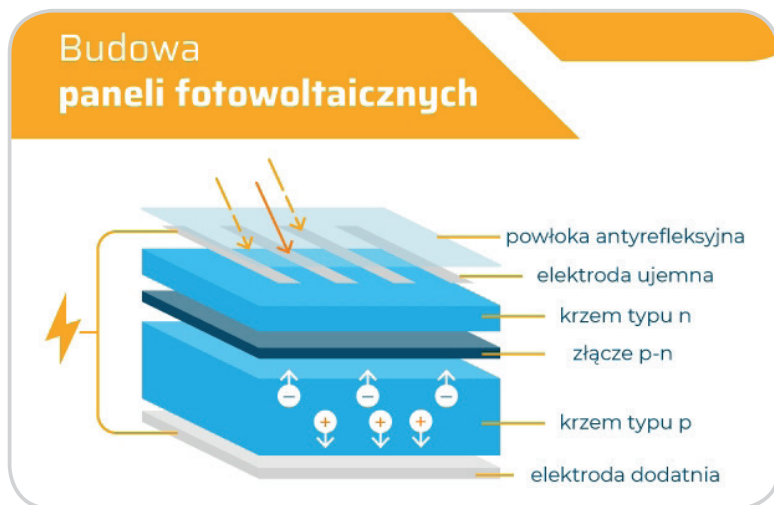 Budowa
paneli fotowoltaicznych
powłoka antyrefleksyjna
elektroda ujemna
krzem typu n
złącze p-n
krzem typu p
elektroda dodatnia